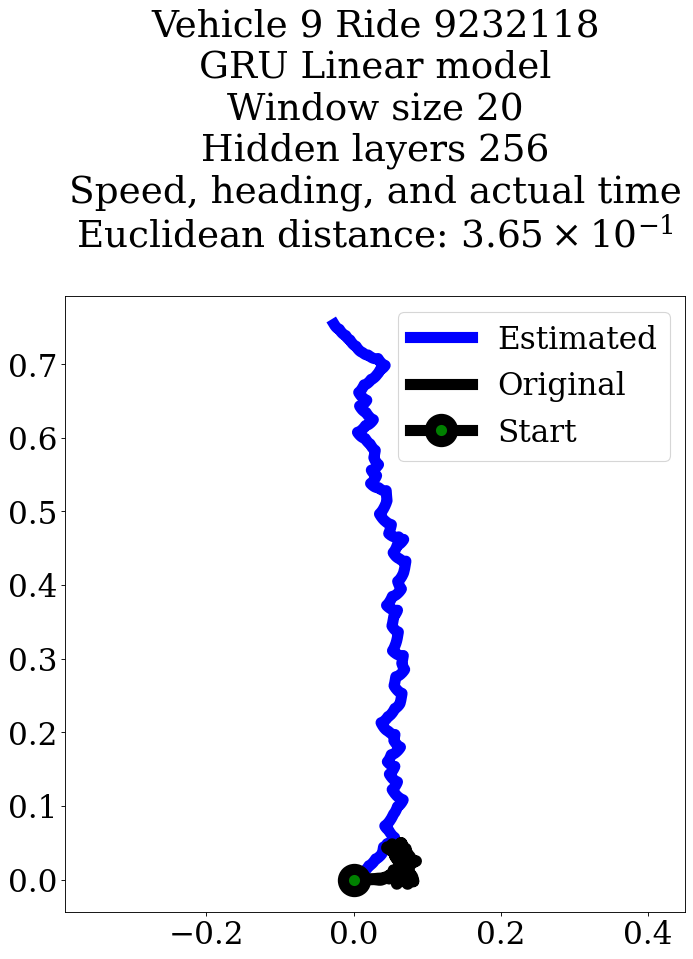 Vehicle 9 Ride 9232118
GRU Linear model
Window size 20
Hidden layers 256
Speed, heading, and actual time
Euclidean distance: 3.65 × 10⁻¹
Estimated
Original
Start
0.7
0.6
0.5
0.4
0.3
0.2
0.1
0.0
−0.2 0.0 0.2 0.4